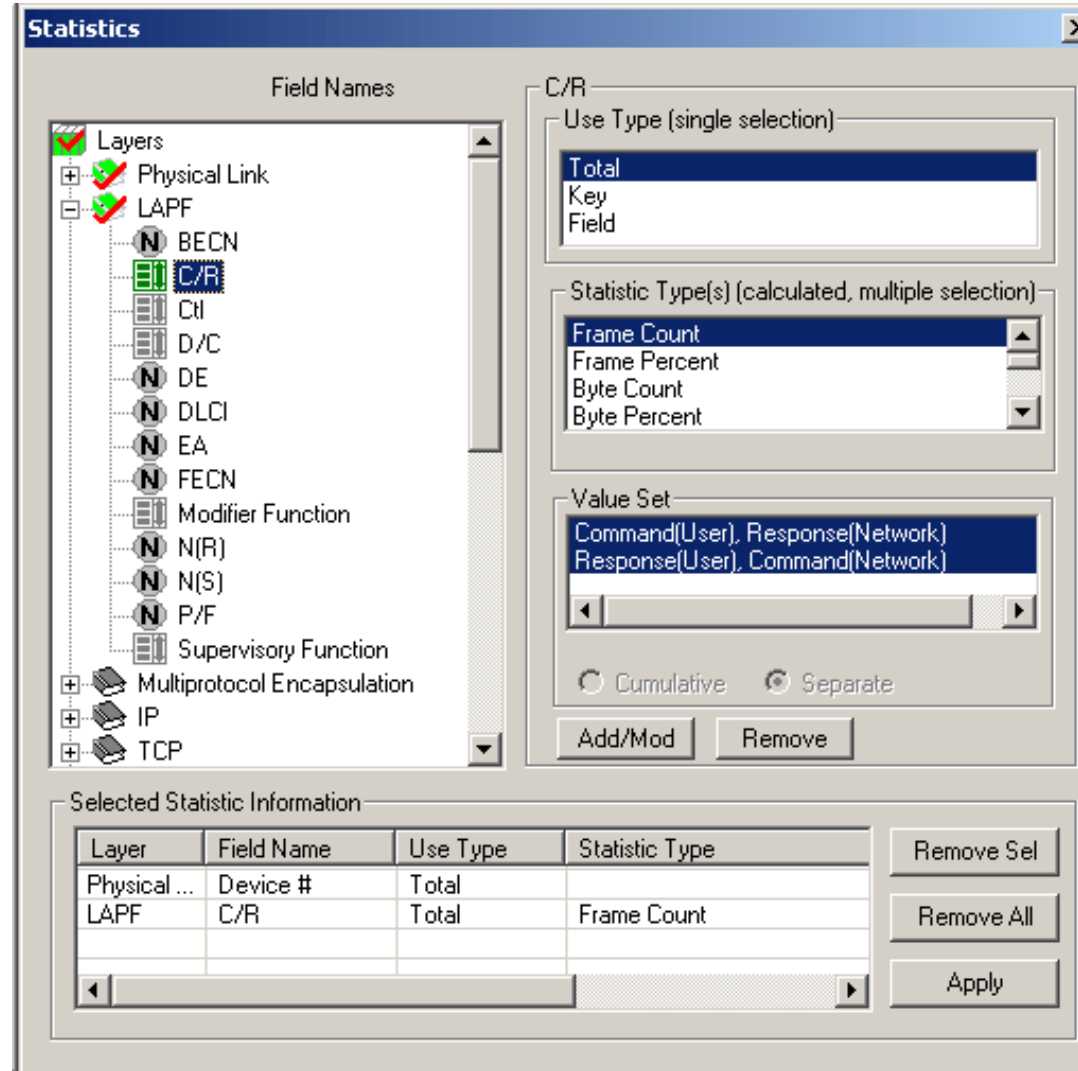 Statistics
Field Names
Layers
Physical Link
LAPF
N BECN
C/R
Ctl
D/C
N DE
N DLCI
N EA
N FECN
Modifier Function
N N(R)
N N(S)
N P/F
Supervisory Function
Multiprotocol Encapsulation
IP
TCP
C/R
Use Type (single selection)
Total
Key
Field
Statistic Type(s) (calculated, multiple selection)
Frame Count
Frame Percent
Byte Count
Byte Percent
Value Set
Command(User), Response(Network)
Response(User), Command(Network)
Cumulative Separate
Add/Mod Remove
Selected Statistic Information
Layer Field Name Use Type Statistic Type
Physical ... Device # Total
LAPF C/R Total Frame Count
Remove Sel
Remove All
Apply